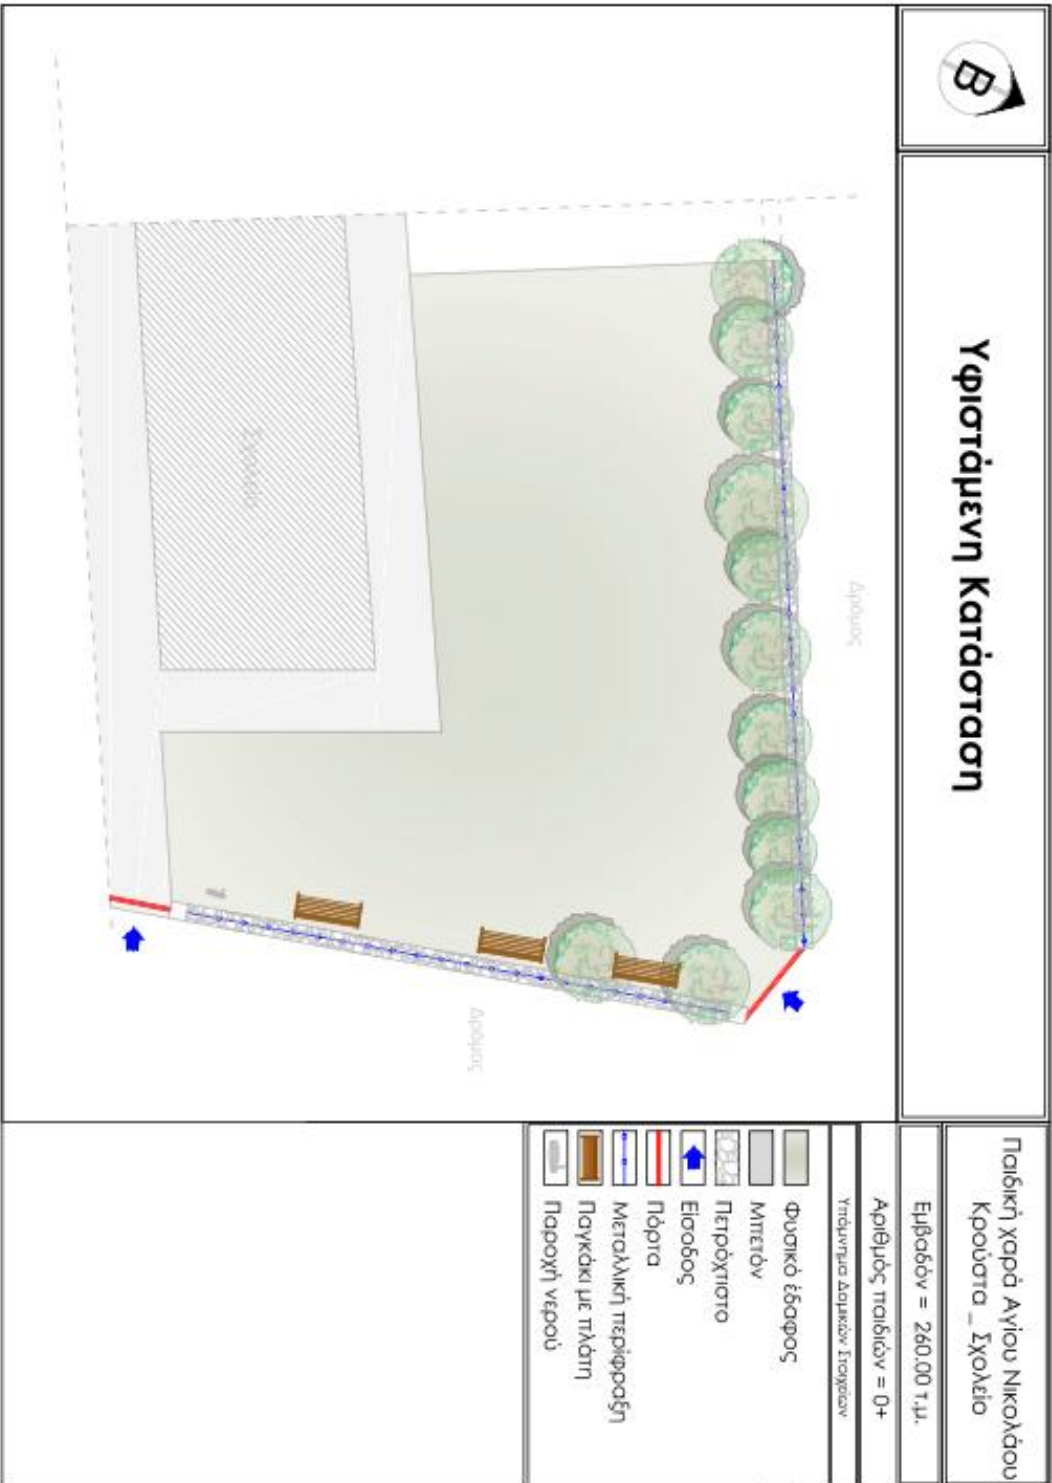 Β
Υφιστάμενη Κατάσταση
Παιδική χαρά Αγίου Νικολάου
Κρούστα _ Σχολείο
Εμβαδόν = 260.00 τ.μ.
Αριθμός παιδιών = 0+
Υπόμνημα Δομικών Στοιχείων
Φυσικό έδαφος
Μπετόν
Πετρόχτιστο
Είσοδος
Πόρτα
Μεταλλική περίφραξη
Παγκάκι με πλάτη
Παροχή νερού
Δρόμος
Σχολείο
Δρόμος